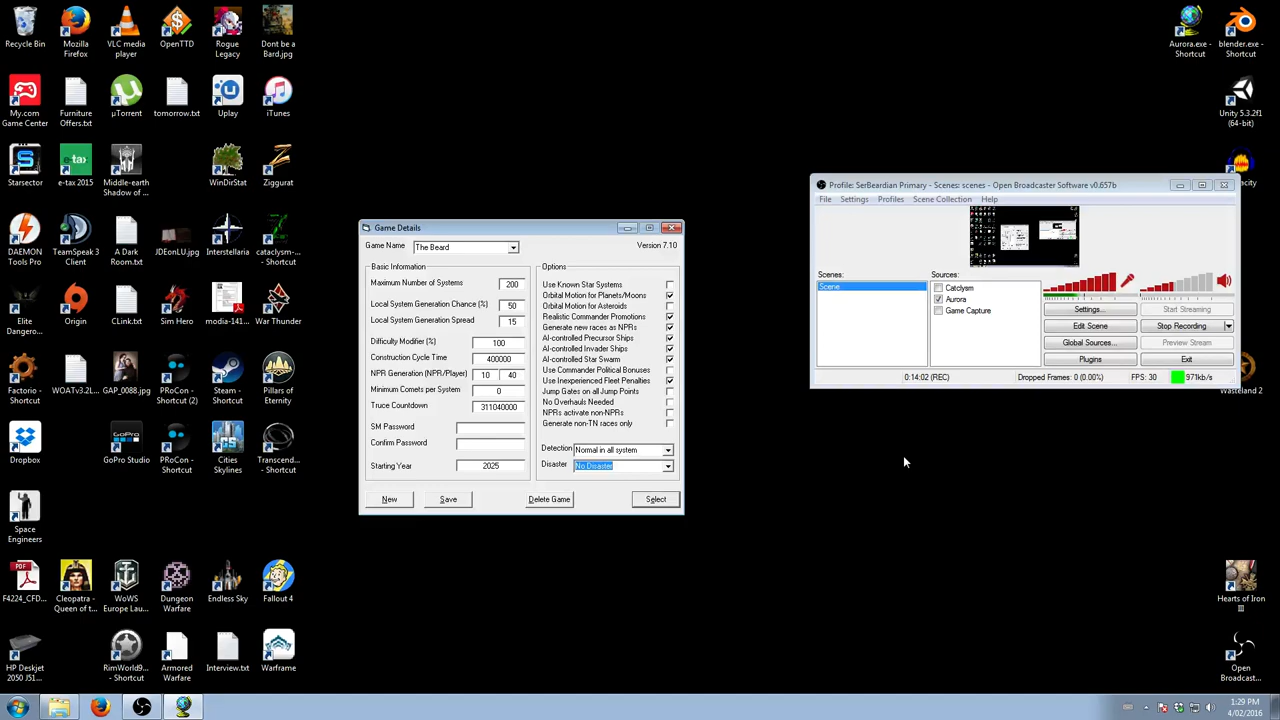 Recycle Bin
Mozilla Firefox
VLC media player
OpenTTD
Rogue Legacy
Dont be a Bard.jpg
My.com Game Center
Furniture Offers.txt
µTorrent
tomorrow.txt
Uplay
iTunes
Starsector
e-tax 2015
Middle-earth Shadow of ...
WinDirStat
Ziggurat
DAEMON Tools Pro
TeamSpeak 3 Client
A Dark Room.txt
JDEonLU.jpg
Interstellaria
cataclysm- - Shortcut
Elite Dangero...
Origin
CLink.txt
Sim Hero
modia-141...
War Thunder
Factorio - Shortcut
WOATv3.2L...
GAP_0088.jpg
PRoCon - Shortcut
Steam - Shortcut
Pillars of Eternity
Dropbox
GoPro Studio
PRoCon - Shortcut
Cities Skylines
Transcend... - Shortcut
Space Engineers
F4224_CFD...
Cleopatra - Queen of t...
WoWS Europe Lau...
Dungeon Warfare
Endless Sky
Fallout 4
HP Deskjet 2050 J51...
RimWorld9... - Shortcut
Armored Warfare
Interview.txt
Warframe
Aurora.exe - Shortcut
blender.exe - Shortcut
Unity 5.3.2f1 (64-bit)
Wasteland 2
Hearts of Iron III
Open Broadcast...
Game Details
Game Name The Beard Version 7.10
Basic Information
Maximum Number of Systems 200
Local System Generation Chance (%) 50
Local System Generation Spread 15
Difficulty Modifier (%) 100
Construction Cycle Time 400000
NPR Generation (NPR/Player) 10 40
Minimum Comets per System 0
Truce Countdown 311040000
SM Password
Confirm Password
Starting Year 2025
Options
Use Known Star Systems
Orbital Motion for Planets/Moons
Orbital Motion for Asteroids
Realistic Commander Promotions
Generate new races as NPRs
AI-controlled Precursor Ships
AI-controlled Invader Ships
AI-controlled Star Swarm
Use Commander Political Bonuses
Use Inexperienced Fleet Penalties
Jump Gates on all Jump Points
No Overhauls Needed
NPRs activate non-NPRs
Generate non-TN races only
Detection Normal in all system
Disaster No Disaster
New Save Delete Game Select
Profile: SerBeardian Primary - Scenes: scenes - Open Broadcaster Software v0.657b
File Settings Profiles Scene Collection Help
Scenes:
Scene
Sources:
Catclysm
Aurora
Game Capture
Settings... Start Streaming
Edit Scene Stop Recording
Global Sources... Preview Stream
Plugins Exit
0:14:02 (REC) Dropped Frames: 0 (0.00%) FPS: 30 971kb/s
1:29 PM
4/02/2016